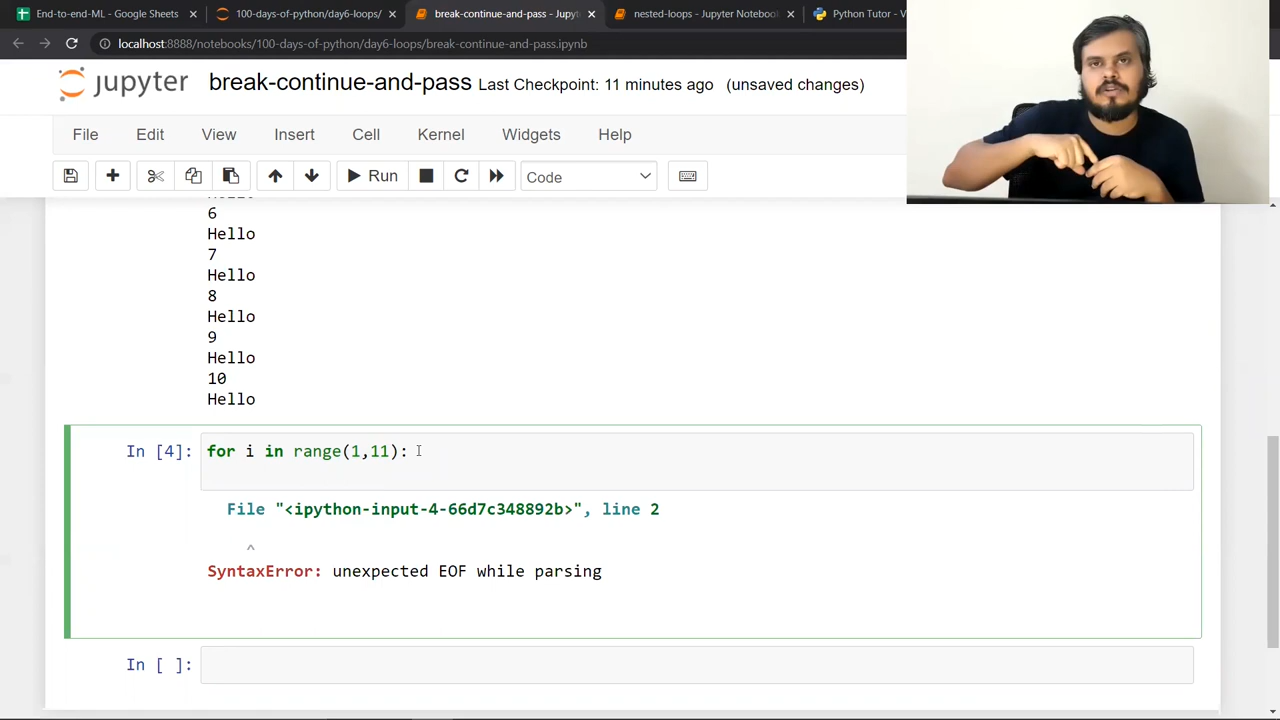 End-to-end-ML - Google Sheets
100-days-of-python/day6-loops/
break-continue-and-pass - Jupyt
nested-loops - Jupyter Notebook
Python Tutor - V
localhost:8888/notebooks/100-days-of-python/day6-loops/break-continue-and-pass.ipynb
jupyter break-continue-and-pass Last Checkpoint: 11 minutes ago (unsaved changes)
File Edit View Insert Cell Kernel Widgets Help
Run Code
Hello
6
Hello
7
Hello
8
Hello
9
Hello
10
Hello
In [4]: for i in range(1,11):
File "<ipython-input-4-66d7c348892b>", line 2
^
SyntaxError: unexpected EOF while parsing
In [ ]: